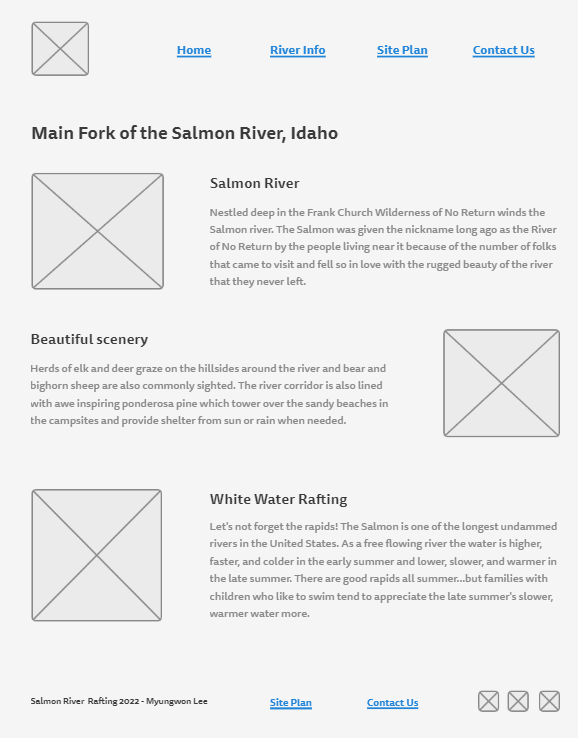 Home River Info Site Plan Contact Us
Main Fork of the Salmon River, Idaho
Salmon River
Nestled deep in the Frank Church Wilderness of No Return winds the
Salmon river. The Salmon was given the nickname long ago as the River
of No Return by the people living near it because of the number of folks
that came to visit and fell so in love with the rugged beauty of the river
that they never left.
Beautiful scenery
Herds of elk and deer graze on the hillsides around the river and bear and
bighorn sheep are also commonly sighted. The river corridor is also lined
with awe inspiring ponderosa pine which tower over the sandy beaches in
the campsites and provide shelter from sun or rain when needed.
White Water Rafting
Let's not forget the rapids! The Salmon is one of the longest undammed
rivers in the United States. As a free flowing river the water is higher,
faster, and colder in the early summer and lower, slower, and warmer in
the late summer. There are good rapids all summer...but families with
children who like to swim tend to appreciate the late summer's slower,
warmer water more.
Salmon River Rafting 2022 - Myungwon Lee Site Plan Contact Us